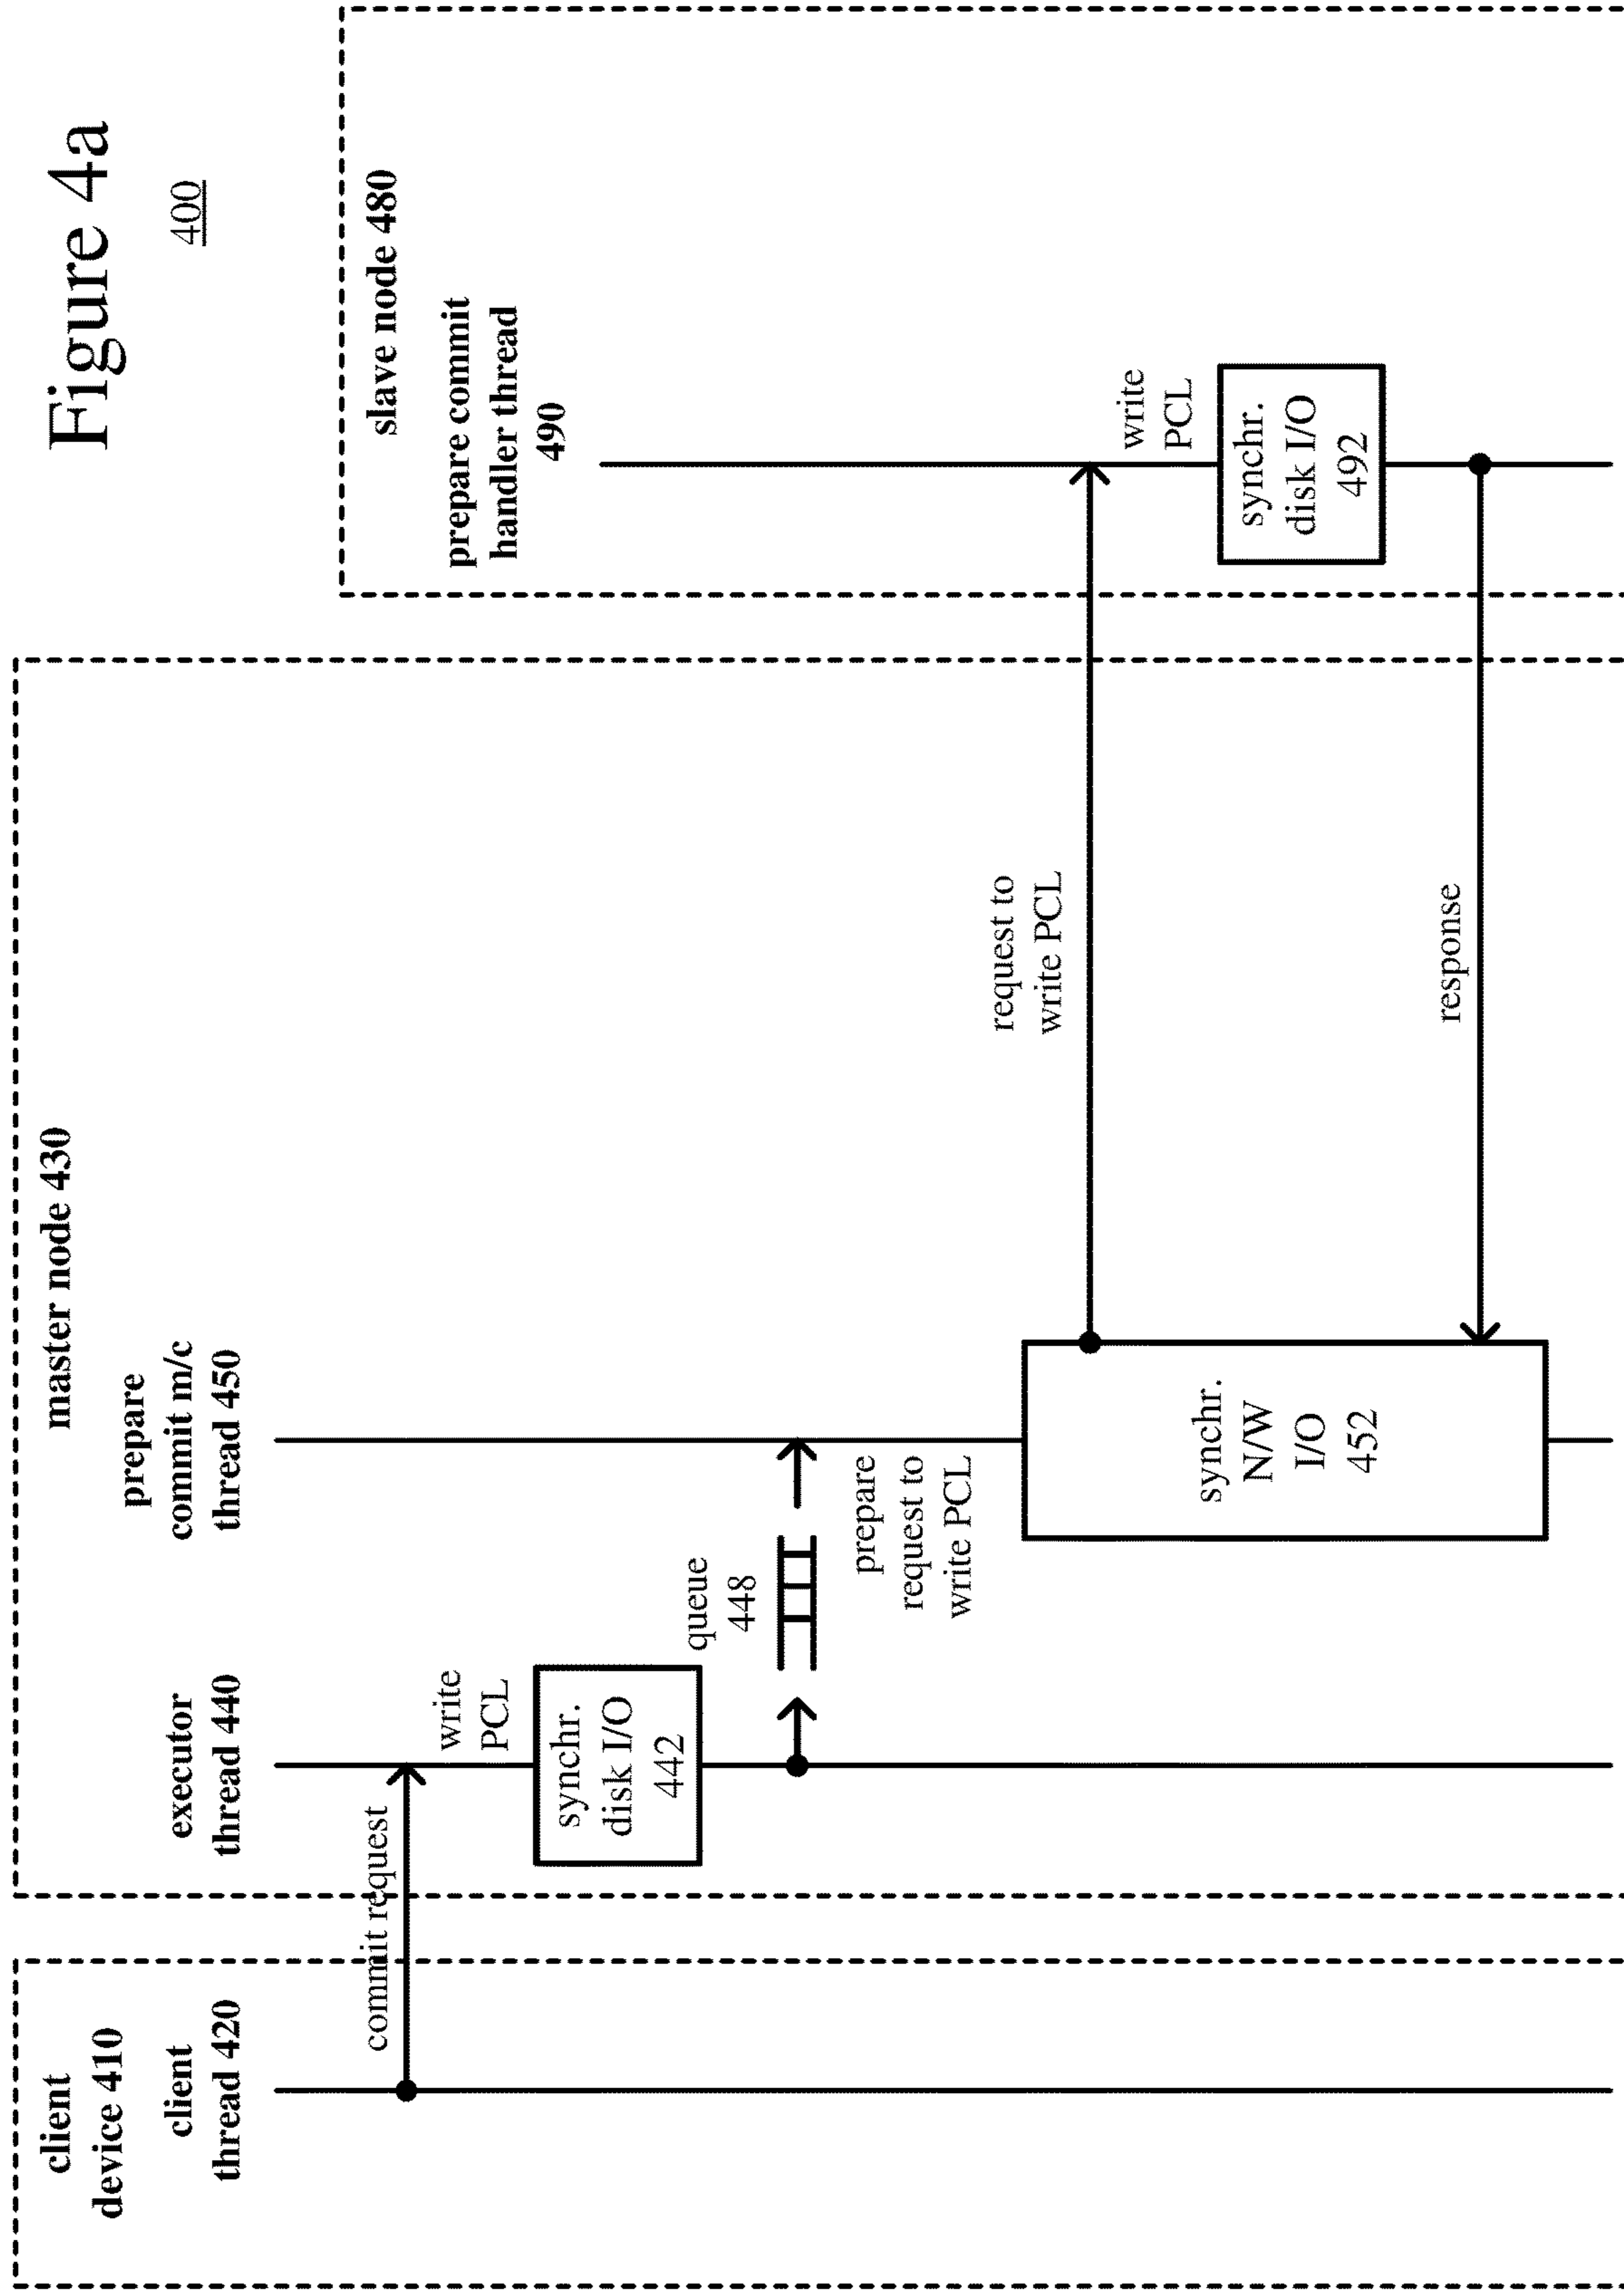 Figure 4a
400
client
device 410
client
thread 420
master node 430
executor
thread 440
prepare
commit m/c
thread 450
slave node 480
prepare commit
handler thread
490
commit request
write
PCL
synchr.
disk I/O
442
queue
448
prepare
request to
write PCL
synchr.
N/W
I/O
452
request to
write PCL
write
PCL
synchr.
disk I/O
492
response